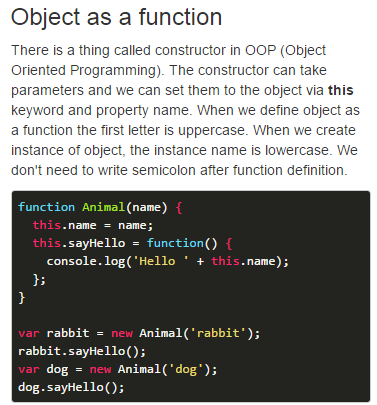 Object as a function
There is a thing called constructor in OOP (Object
Oriented Programming). The constructor can take
parameters and we can set them to the object via this
keyword and property name. When we define object as
a function the first letter is uppercase. When we create
instance of object, the instance name is lowercase. We
don't need to write semicolon after function definition.
function Animal(name) {
  this.name = name;
  this.sayHello = function() {
    console.log('Hello ' + this.name);
  };
}
var rabbit = new Animal('rabbit');
rabbit.sayHello();
var dog = new Animal('dog');
dog.sayHello();